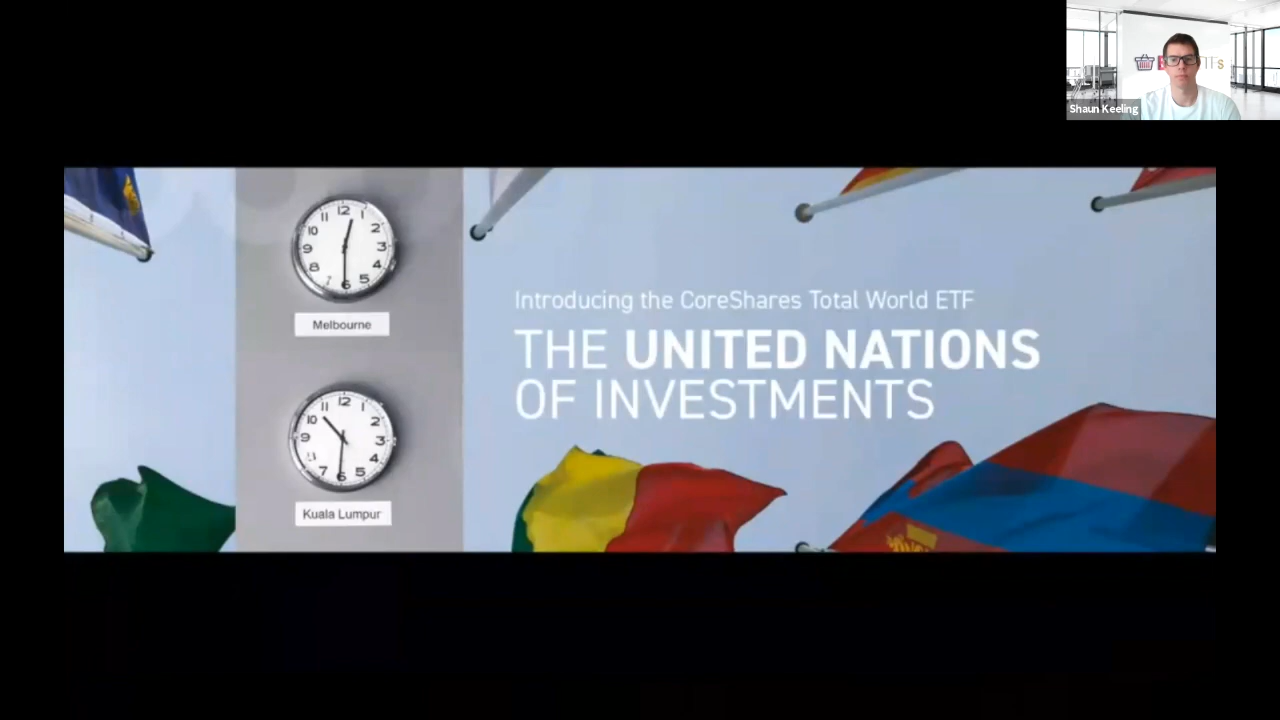 Shaun Keeling
Melbourne
Kuala Lumpur
Introducing the CoreShares Total World ETF
THE UNITED NATIONS
OF INVESTMENTS